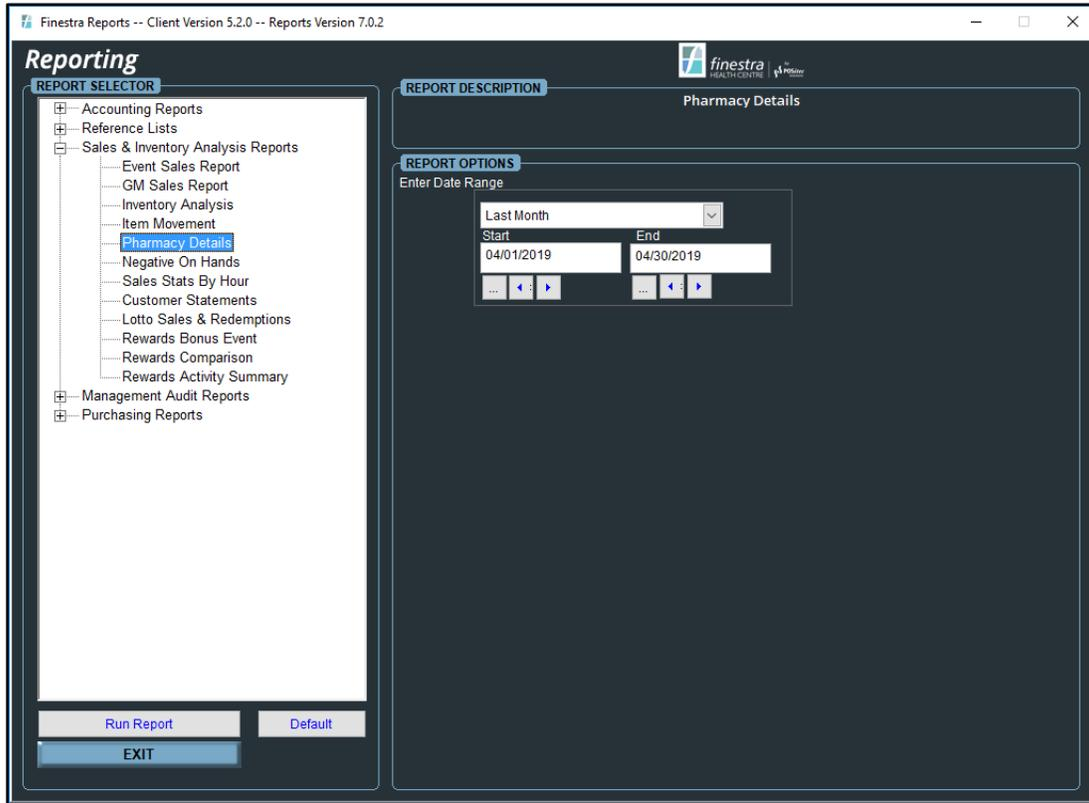 Finestra Reports -- Client Version 5.2.0 -- Reports Version 7.0.2
Reporting
finestra
HEALTH CENTRE
by
POSitec
REPORT SELECTOR
Accounting Reports
Reference Lists
Sales & Inventory Analysis Reports
Event Sales Report
GM Sales Report
Inventory Analysis
Item Movement
Pharmacy Details
Negative On Hands
Sales Stats By Hour
Customer Statements
Lotto Sales & Redemptions
Rewards Bonus Event
Rewards Comparison
Rewards Activity Summary
Management Audit Reports
Purchasing Reports
Run Report
Default
EXIT
REPORT DESCRIPTION
Pharmacy Details
REPORT OPTIONS
Enter Date Range
Last Month
Start End
04/01/2019 04/30/2019
... : ... :